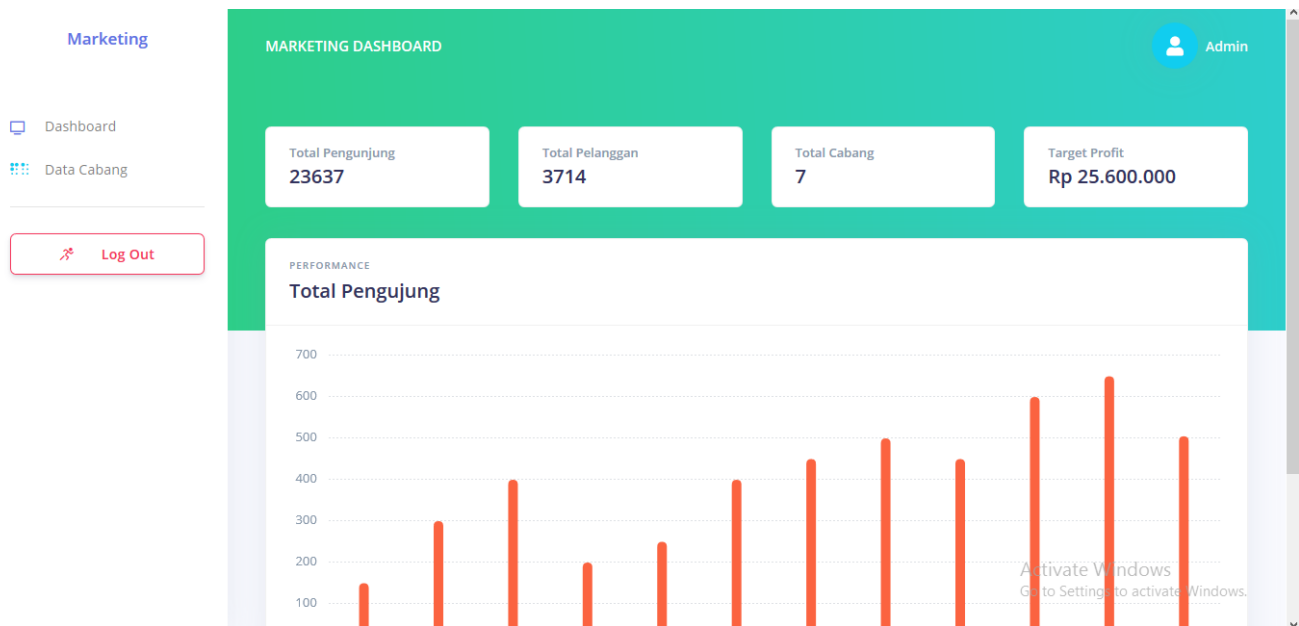 Marketing
Dashboard
Data Cabang
Log Out
MARKETING DASHBOARD
Admin
Total Pengunjung
23637
Total Pelanggan
3714
Total Cabang
7
Target Profit
Rp 25.600.000
PERFORMANCE
Total Pengujung
700
600
500
400
300
200
100
Activate Windows
Go to Settings to activate Windows.